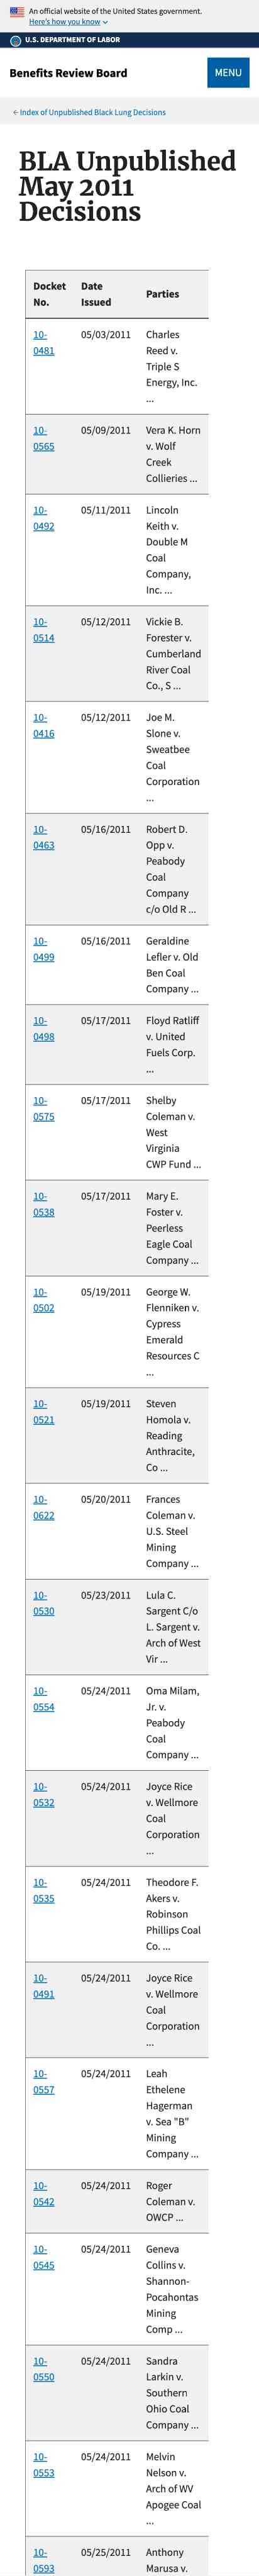 An official website of the United States government.
Here's how you know
U.S. DEPARTMENT OF LABOR
Benefits Review Board
MENU
← Index of Unpublished Black Lung Decisions
BLA Unpublished
May 2011
Decisions
Docket No. Date Issued Parties
10-0481 05/03/2011 Charles Reed v. Triple S Energy, Inc. ...
10-0565 05/09/2011 Vera K. Horn v. Wolf Creek Collieries ...
10-0492 05/11/2011 Lincoln Keith v. Double M Coal Company, Inc. ...
10-0514 05/12/2011 Vickie B. Forester v. Cumberland River Coal Co., S ...
10-0416 05/12/2011 Joe M. Slone v. Sweatbee Coal Corporation ...
10-0463 05/16/2011 Robert D. Opp v. Peabody Coal Company c/o Old R ...
10-0499 05/16/2011 Geraldine Lefler v. Old Ben Coal Company ...
10-0498 05/17/2011 Floyd Ratliff v. United Fuels Corp. ...
10-0575 05/17/2011 Shelby Coleman v. West Virginia CWP Fund ...
10-0538 05/17/2011 Mary E. Foster v. Peerless Eagle Coal Company ...
10-0502 05/19/2011 George W. Flenniken v. Cypress Emerald Resources C ...
10-0521 05/19/2011 Steven Homola v. Reading Anthracite, Co ...
10-0622 05/20/2011 Frances Coleman v. U.S. Steel Mining Company ...
10-0530 05/23/2011 Lula C. Sargent C/o L. Sargent v. Arch of West Vir ...
10-0554 05/24/2011 Oma Milam, Jr. v. Peabody Coal Company ...
10-0532 05/24/2011 Joyce Rice v. Wellmore Coal Corporation ...
10-0535 05/24/2011 Theodore F. Akers v. Robinson Phillips Coal Co. ...
10-0491 05/24/2011 Joyce Rice v. Wellmore Coal Corporation ...
10-0557 05/24/2011 Leah Ethelene Hagerman v. Sea "B" Mining Company ...
10-0542 05/24/2011 Roger Coleman v. OWCP ...
10-0545 05/24/2011 Geneva Collins v. Shannon-Pocahontas Mining Comp ...
10-0550 05/24/2011 Sandra Larkin v. Southern Ohio Coal Company ...
10-0553 05/24/2011 Melvin Nelson v. Arch of WV Apogee Coal ...
10-0593 05/25/2011 Anthony Marusa v.